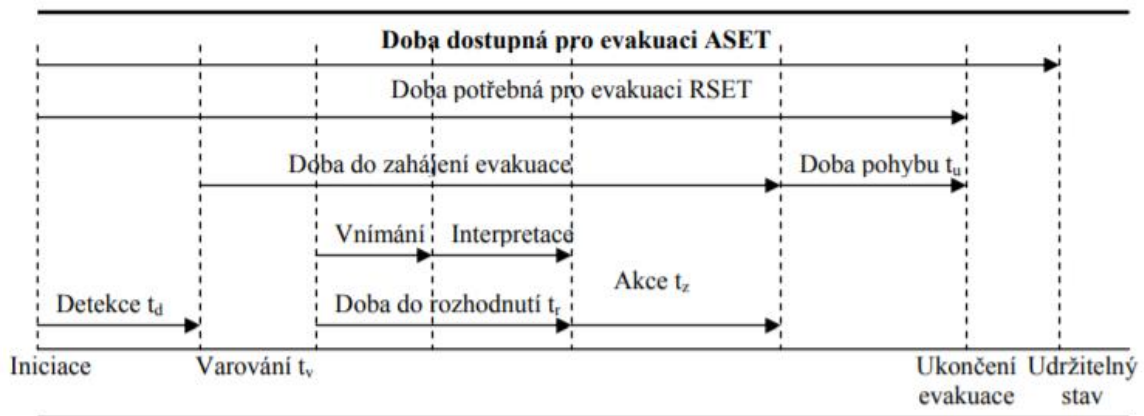 Doba dostupná pro evakuaci ASET
Doba potřebná pro evakuaci RSET
Doba do zahájení evakuace
Doba pohybu tu
Vnímání
Interpretace
Akce tz
Detekce td
Doba do rozhodnutí tr
Iniciace
Varování tv
Ukončení
evakuace
Udržitelný
stav